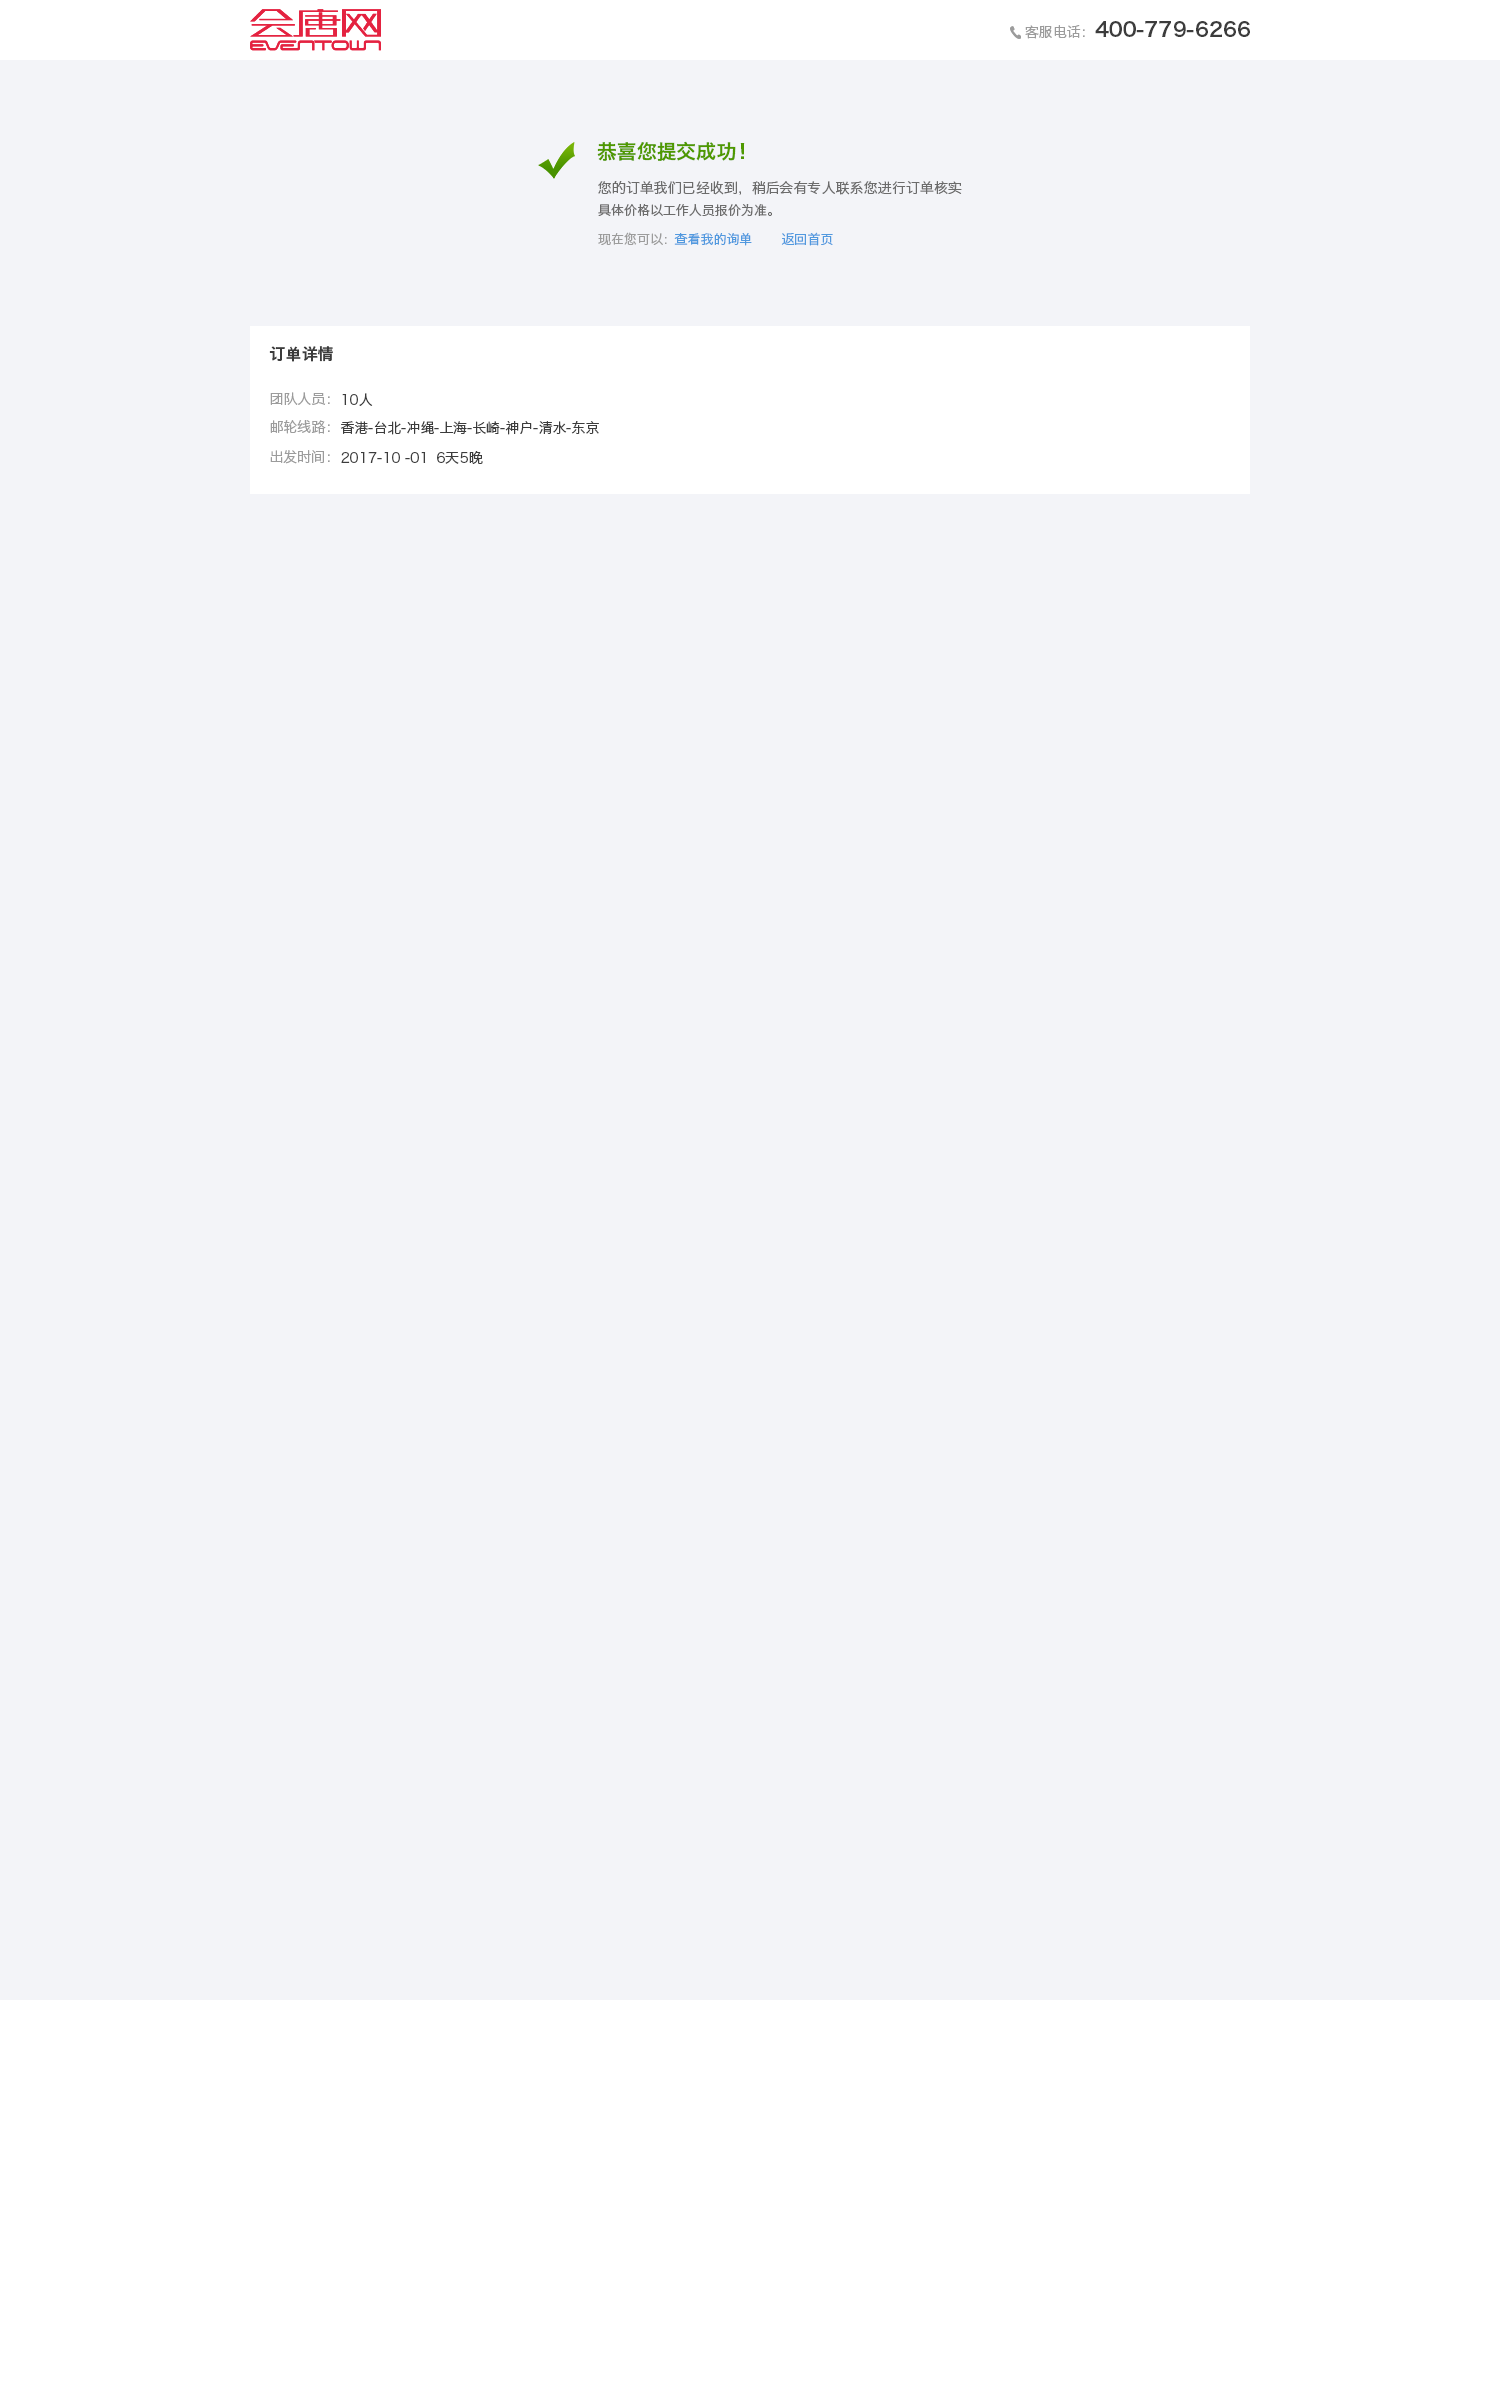 会唐网
EVENTOWN
客服电话：400-779-6266
恭喜您提交成功！
您的订单我们已经收到，稍后会有专人联系您进行订单核实
具体价格以工作人员报价为准。
现在您可以：查看我的询单 返回首页
订单详情
团队人员：10人
邮轮线路：香港-台北-冲绳-上海-长崎-神户-清水-东京
出发时间：2017-10 -01 6天5晚